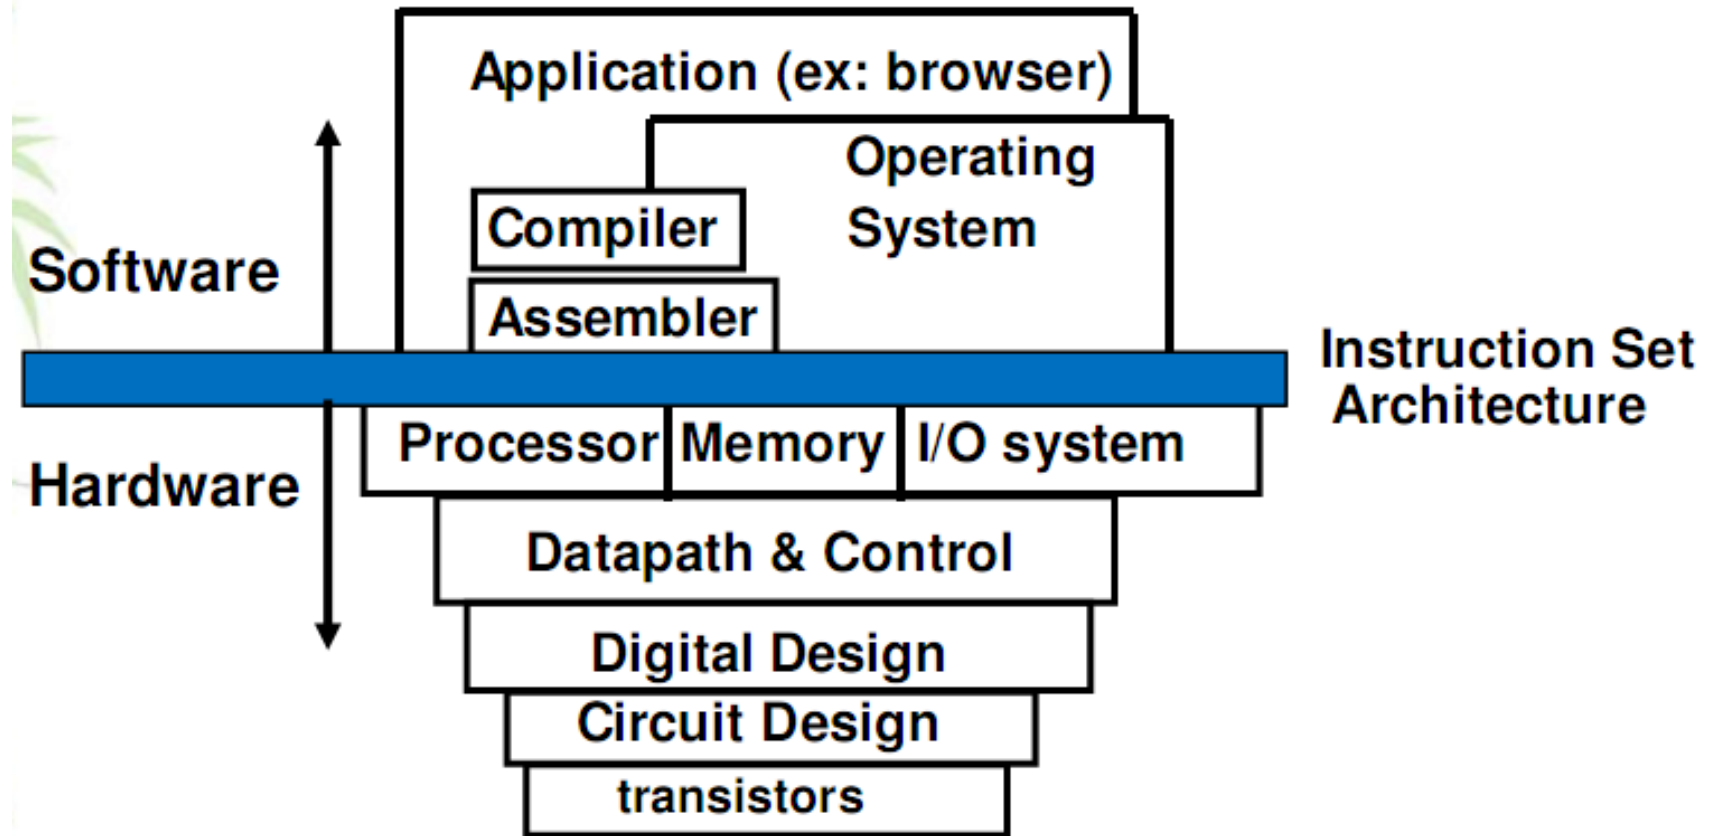 Application (ex: browser)
Operating
System
Compiler
Assembler
Software
Instruction Set
Architecture
Hardware
Processor
Memory
I/O system
Datapath & Control
Digital Design
Circuit Design
transistors